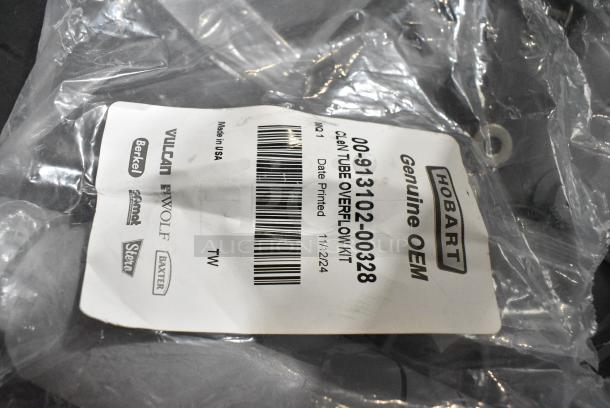 HOBART
Genuine OEM
00-913102-00328
CLeN TUBE OVERFLOW KIT
Date Printed 11/12/24
Made in USA
TW
VULCAN WOLF BAXTER
Berkel Stero